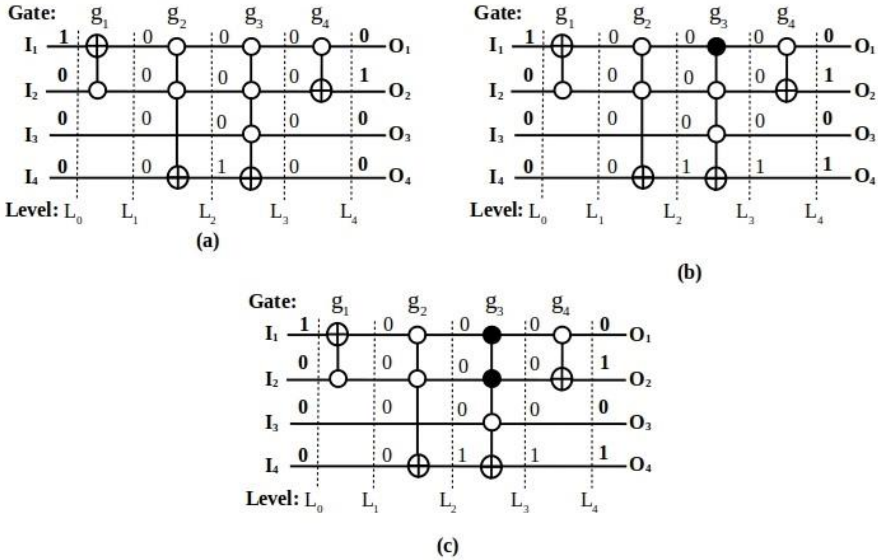 Gate: g₁ g₂ g₃ g₄
I₁ 1 0 0 0 0 O₁
I₂ 0 0 0 0 1 O₂
I₃ 0 0 0 0 0 O₃
I₄ 0 0 1 0 0 O₄
Level: L₀ L₁ L₂ L₃ L₄
(a)
Gate: g₁ g₂ g₃ g₄
I₁ 1 0 0 0 0 O₁
I₂ 0 0 0 0 1 O₂
I₃ 0 0 0 0 0 O₃
I₄ 0 0 1 1 1 O₄
Level: L₀ L₁ L₂ L₃ L₄
(b)
Gate: g₁ g₂ g₃ g₄
I₁ 1 0 0 0 0 O₁
I₂ 0 0 0 0 1 O₂
I₃ 0 0 0 0 0 O₃
I₄ 0 0 1 1 1 O₄
Level: L₀ L₁ L₂ L₃ L₄
(c)